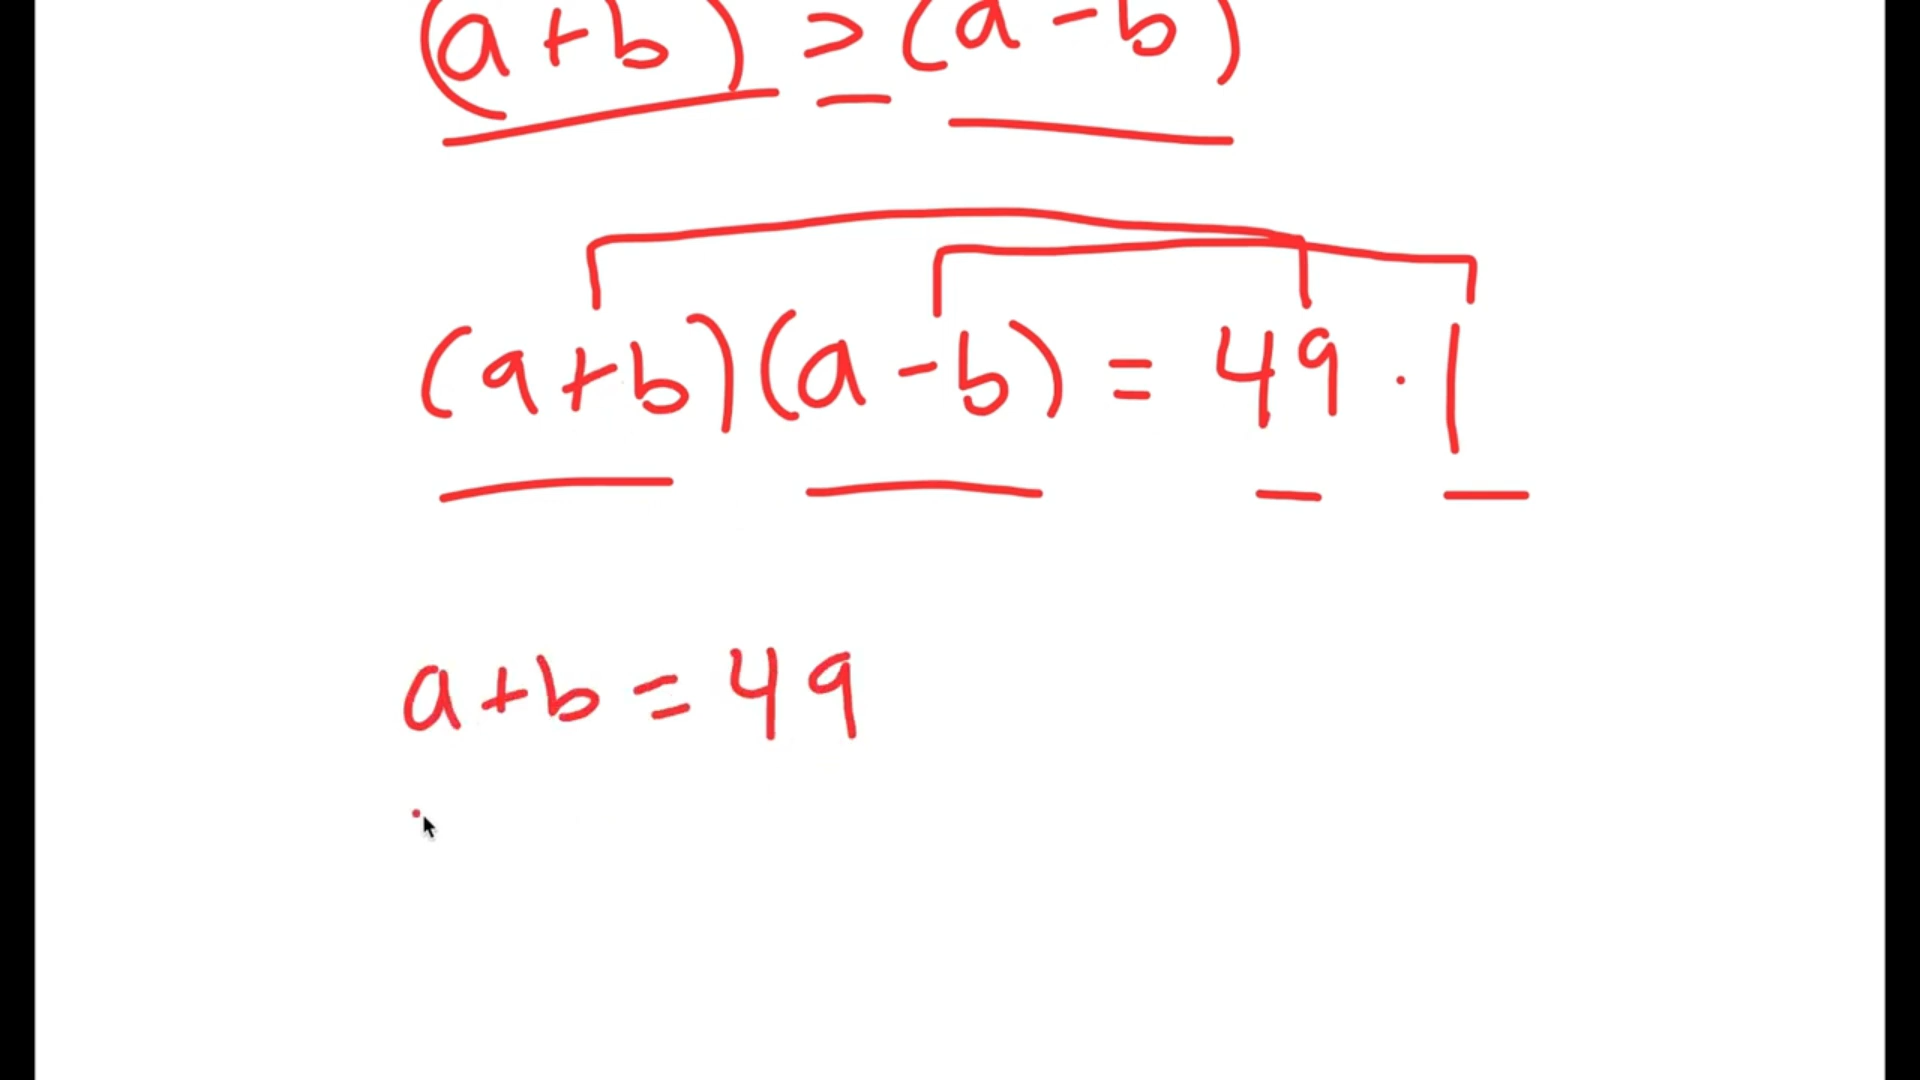 (a+b) > (a-b)
(a+b)(a-b) = 49 · 1
a+b = 49